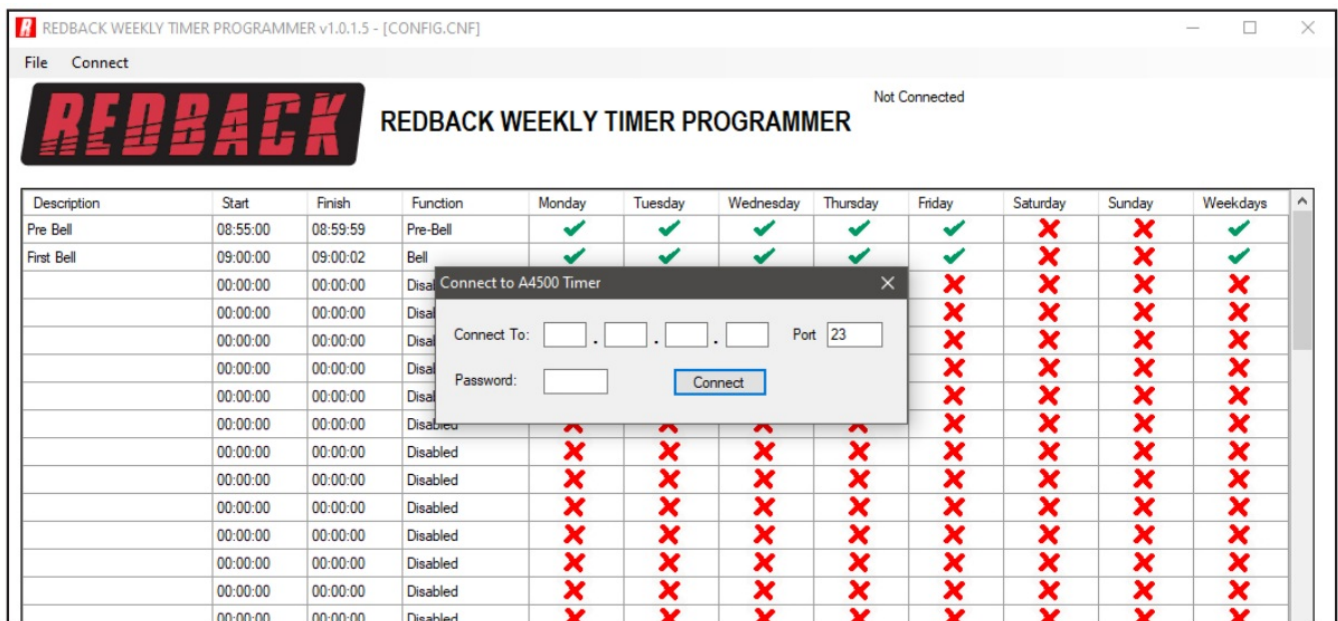 REDBACK WEEKLY TIMER PROGRAMMER v1.0.1.5 - [CONFIG.CNF]
File Connect
REDBACK
REDBACK WEEKLY TIMER PROGRAMMER
Not Connected
Description Start Finish Function Monday Tuesday Wednesday Thursday Friday Saturday Sunday Weekdays
Pre Bell 08:55:00 08:59:59 Pre-Bell
First Bell 09:00:00 09:00:02 Bell
00:00:00 00:00:00
00:00:00 00:00:00
00:00:00 00:00:00
00:00:00 00:00:00
00:00:00 00:00:00
00:00:00 00:00:00 Disabled
00:00:00 00:00:00 Disabled
00:00:00 00:00:00 Disabled
00:00:00 00:00:00 Disabled
00:00:00 00:00:00 Disabled
00:00:00 00:00:00 Disabled
00:00:00 00:00:00 Disabled
00:00:00 00:00:00 Disabled
Connect to A4500 Timer
Connect To: . . . Port 23
Password: Connect